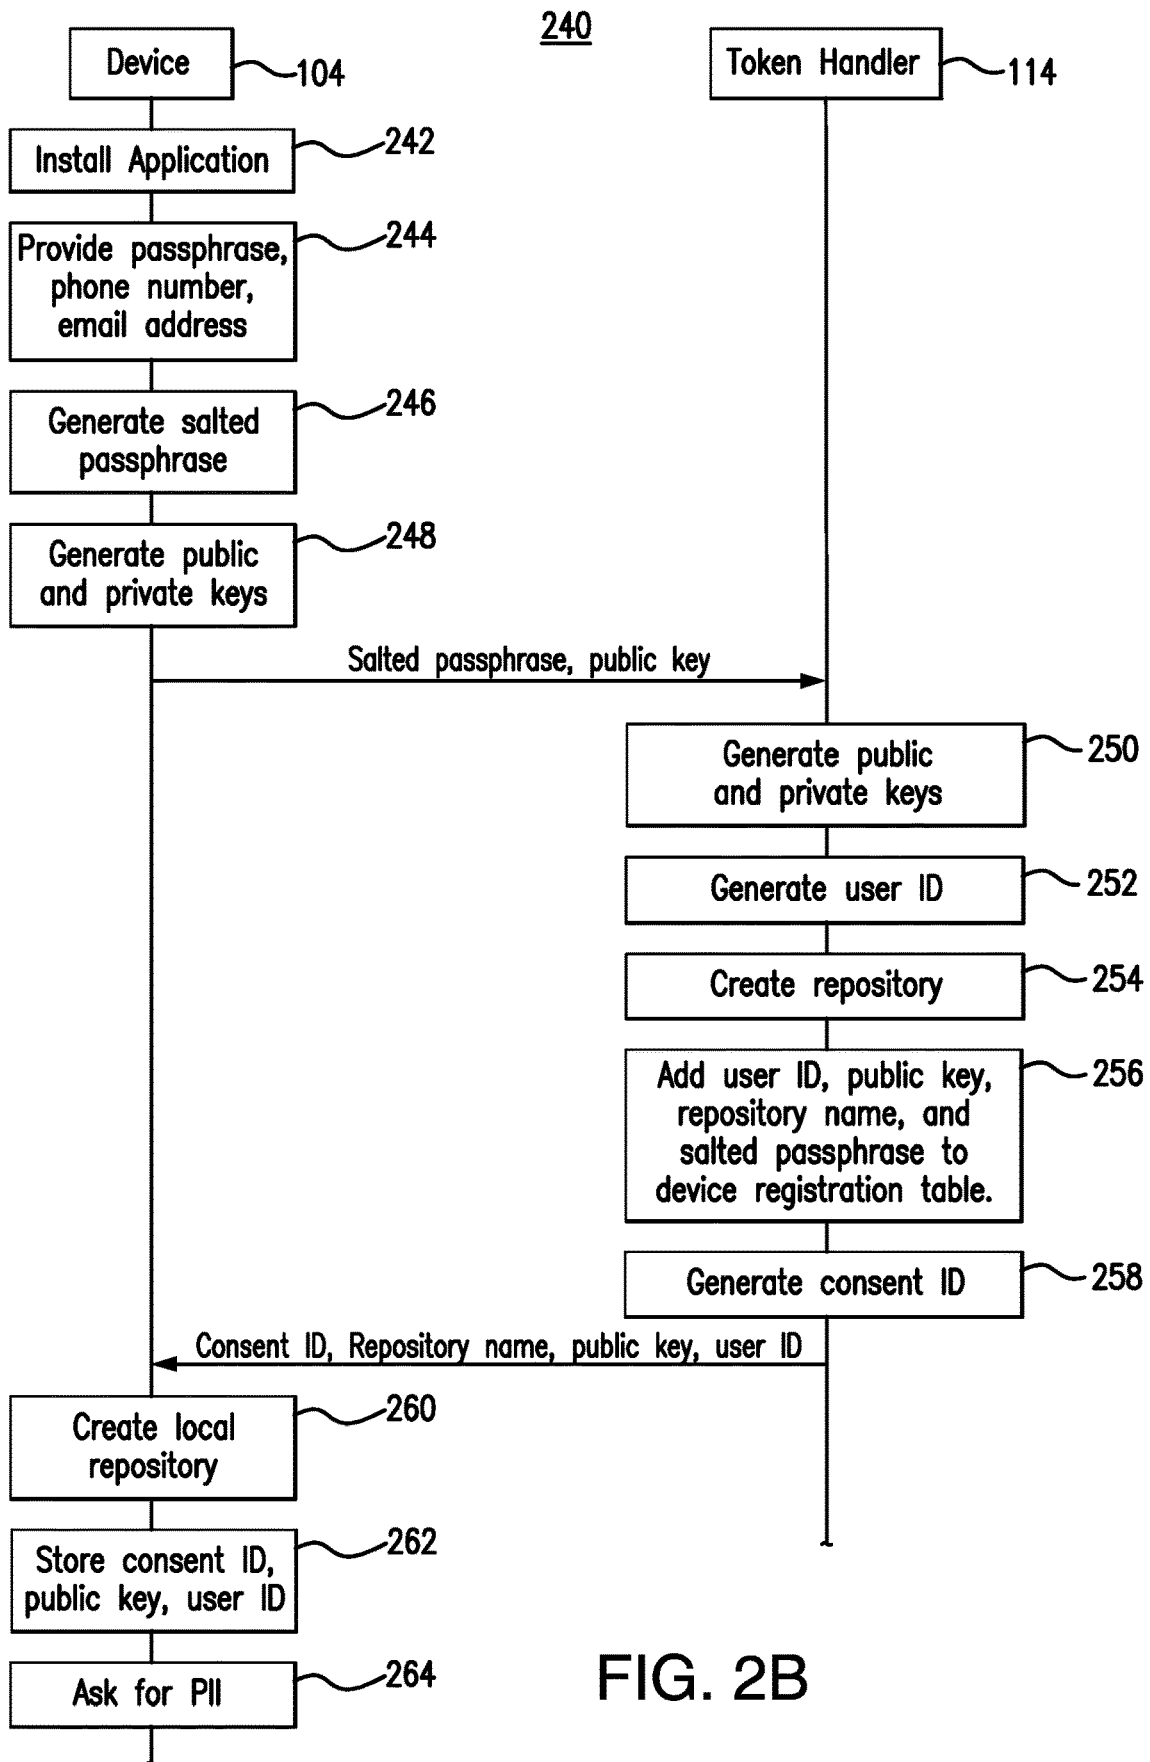 240
Device
104
Token Handler
114
Install Application
242
Provide passphrase,
phone number,
email address
244
Generate salted
passphrase
246
Generate public
and private keys
248
Salted passphrase, public key
Generate public
and private keys
250
Generate user ID
252
Create repository
254
Add user ID, public key,
repository name, and
salted passphrase to
device registration table.
256
Generate consent ID
258
Consent ID, Repository name, public key, user ID
Create local
repository
260
Store consent ID,
public key, user ID
262
Ask for PII
264
FIG. 2B